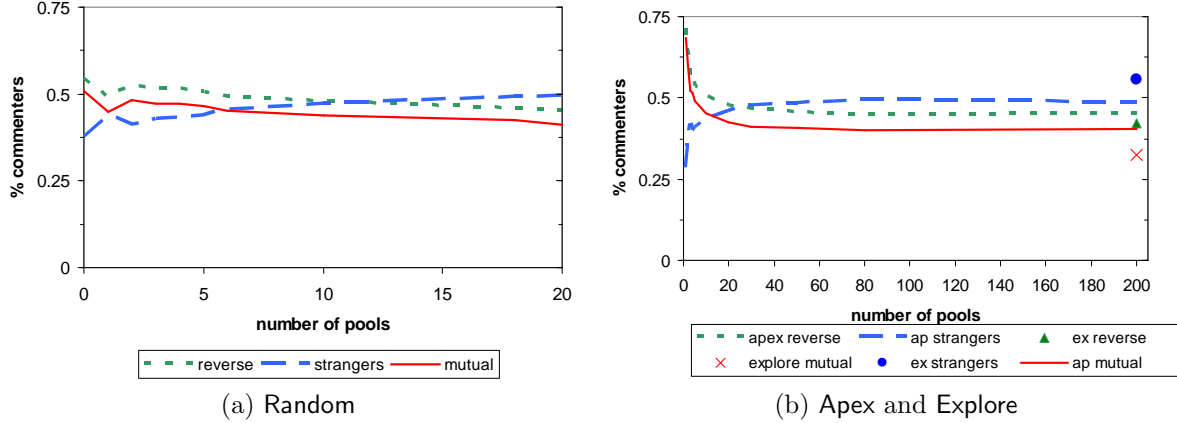 0.75
0.5
0.25
0
% commenters
0 5 10 15 20
number of pools
reverse strangers mutual
(a) Random
0.75
0.5
0.25
0
% commenters
0 20 40 60 80 100 120 140 160 180 200
number of pools
apex reverse ap strangers ex reverse
explore mutual ex strangers ap mutual
(b) Apex and Explore